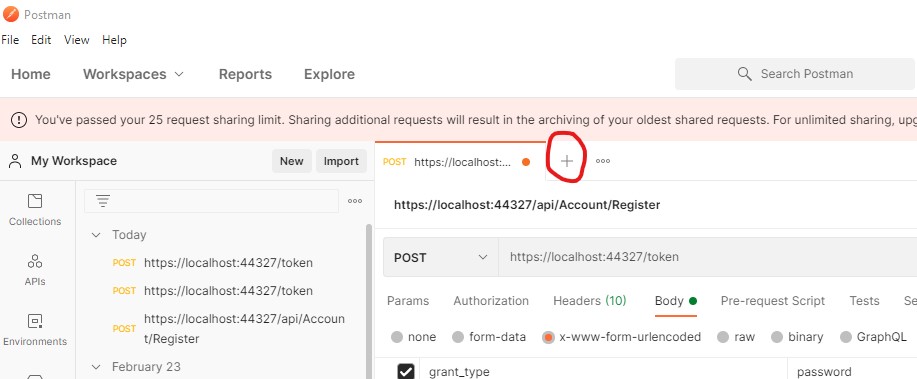 Postman
File Edit View Help
Home Workspaces Reports Explore Search Postman
You've passed your 25 request sharing limit. Sharing additional requests will result in the archiving of your oldest shared requests. For unlimited sharing, upg
My Workspace New Import POST https://localhost:... + ooo
ooo
https://localhost:44327/api/Account/Register
Collections
Today
POST https://localhost:44327/token
POST https://localhost:44327/token
POST https://localhost:44327/api/Accoun
t/Register
February 23
APIs
Environments
POST https://localhost:44327/token
Params Authorization Headers (10) Body Pre-request Script Tests Se
none form-data x-www-form-urlencoded raw binary GraphQL
grant_type password